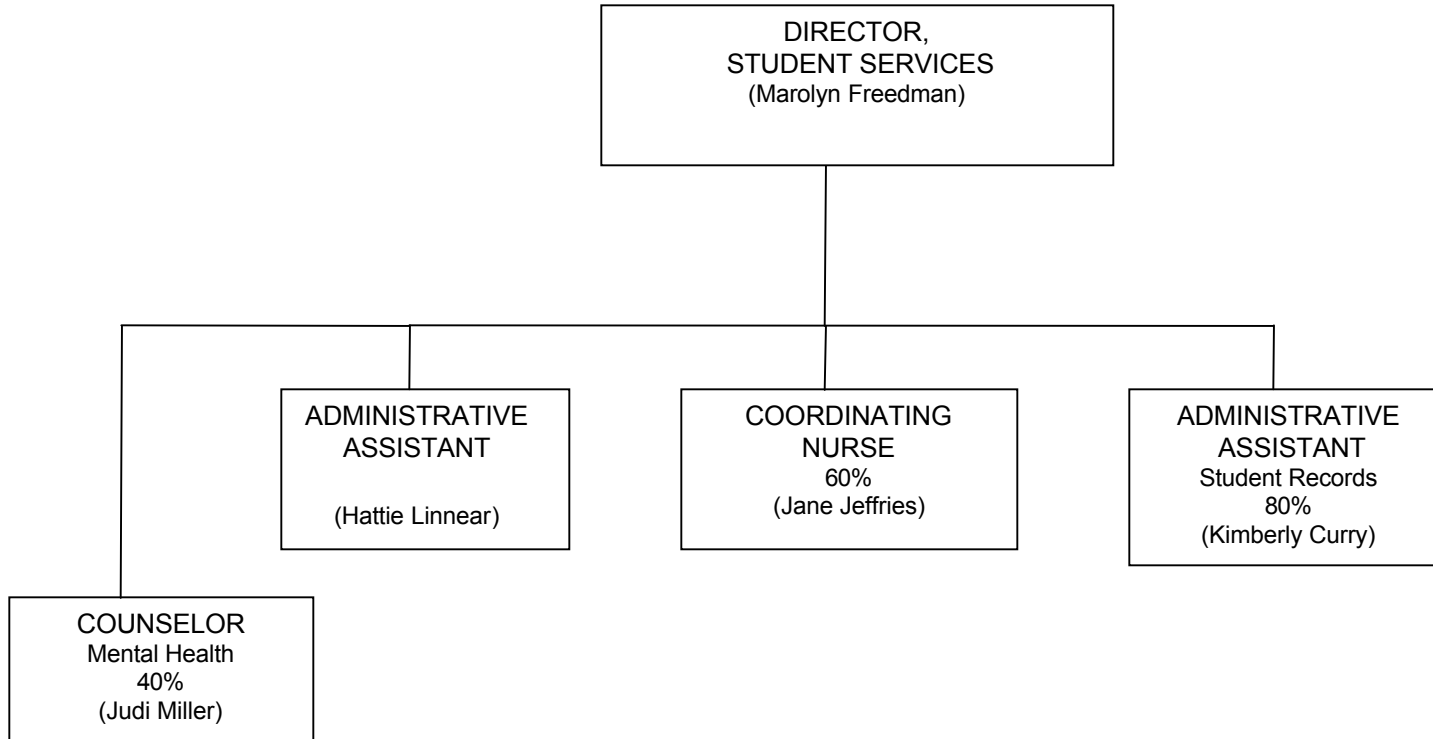 DIRECTOR,
STUDENT SERVICES
(Marolyn Freedman)
ADMINISTRATIVE
ASSISTANT
(Hattie Linnear)
COORDINATING
NURSE
60%
(Jane Jeffries)
ADMINISTRATIVE
ASSISTANT
Student Records
80%
(Kimberly Curry)
COUNSELOR
Mental Health
40%
(Judi Miller)